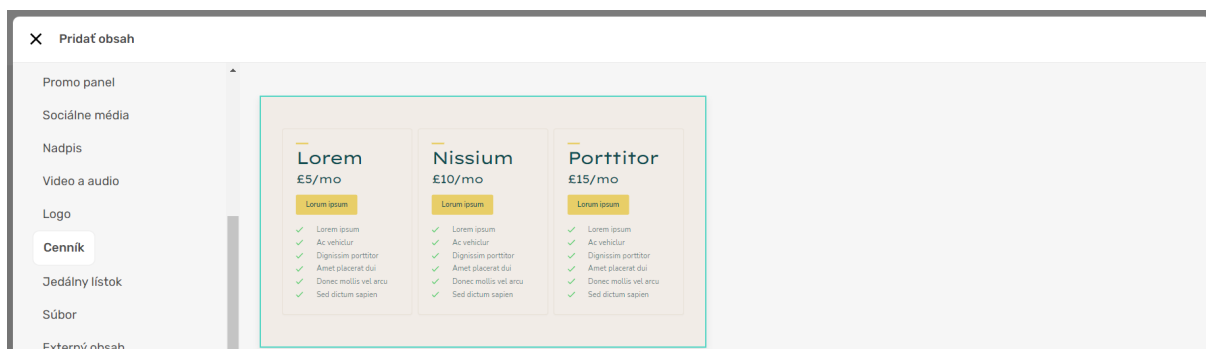 Pridať obsah
Promo panel
Sociálne média
Nadpis
Video a audio
Logo
Cenník
Jedálny lístok
Súbor
Externý obsah
Lorem
£5/mo
Lorum ipsum
Lorem ipsum
Ac vehiclur
Dignissim porttitor
Amet placerat dui
Donec mollis vel arcu
Sed dictum sapien
Nissium
£10/mo
Lorum ipsum
Lorem ipsum
Ac vehiclur
Dignissim porttitor
Amet placerat dui
Donec mollis vel arcu
Sed dictum sapien
Porttitor
£15/mo
Lorum ipsum
Lorem ipsum
Ac vehiclur
Dignissim porttitor
Amet placerat dui
Donec mollis vel arcu
Sed dictum sapien